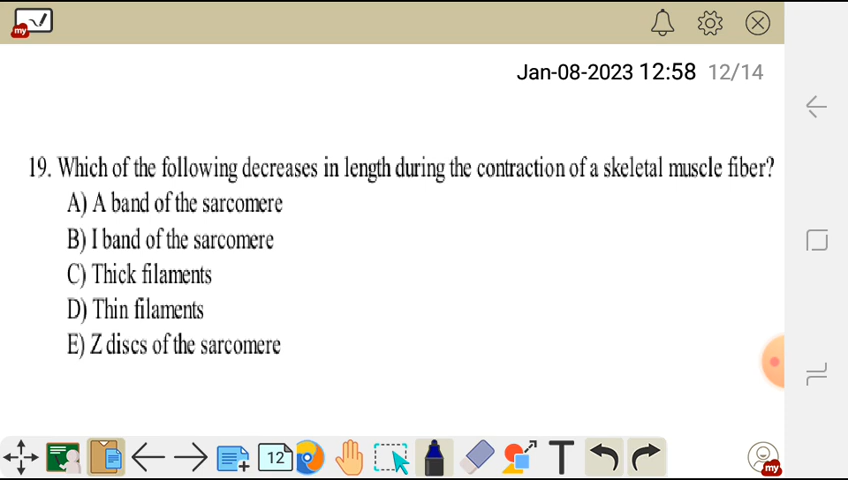 my
Jan-08-2023 12:58 12/14
19. Which of the following decreases in length during the contraction of a skeletal muscle fiber?
A) A band of the sarcomere
B) I band of the sarcomere
C) Thick filaments
D) Thin filaments
E) Z discs of the sarcomere
12 T my